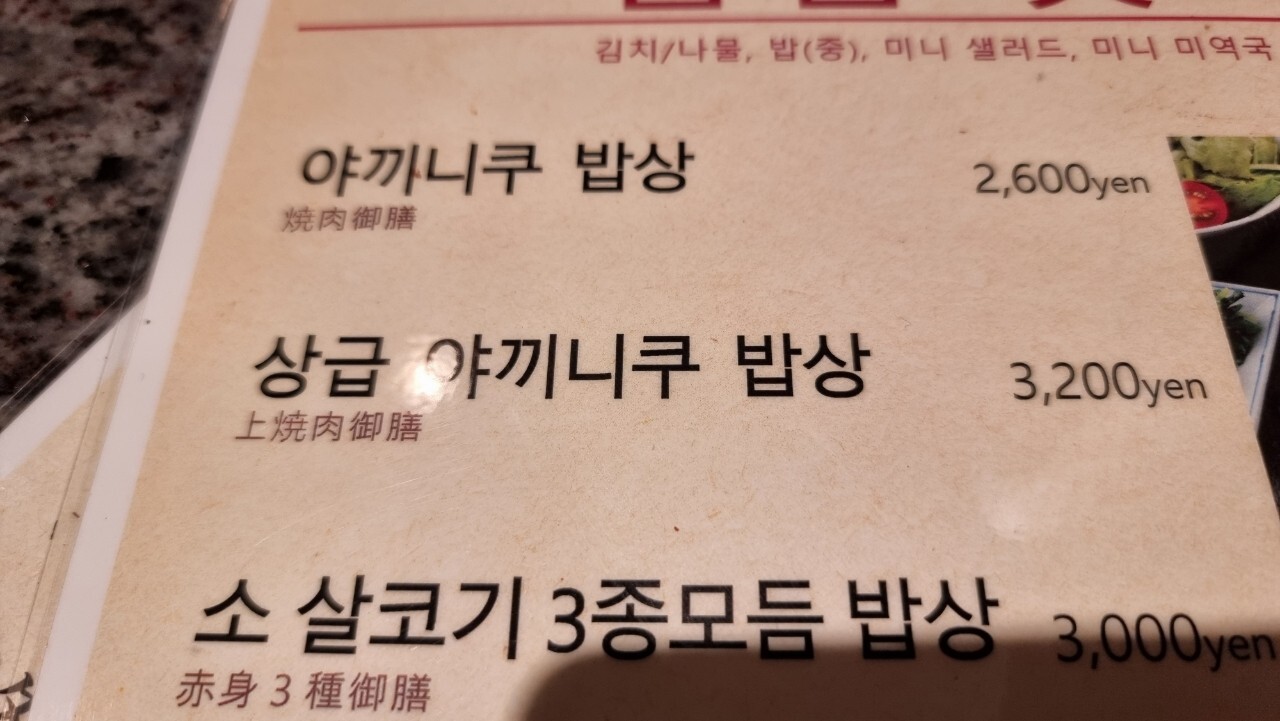 김치/나물, 밥(중), 미니 샐러드, 미니 미역국
야끼니쿠 밥상 2,600yen
焼肉御膳
상급 야끼니쿠 밥상 3,200yen
上焼肉御膳
소 살코기 3종모듬 밥상 3,000yen
赤身3種御膳